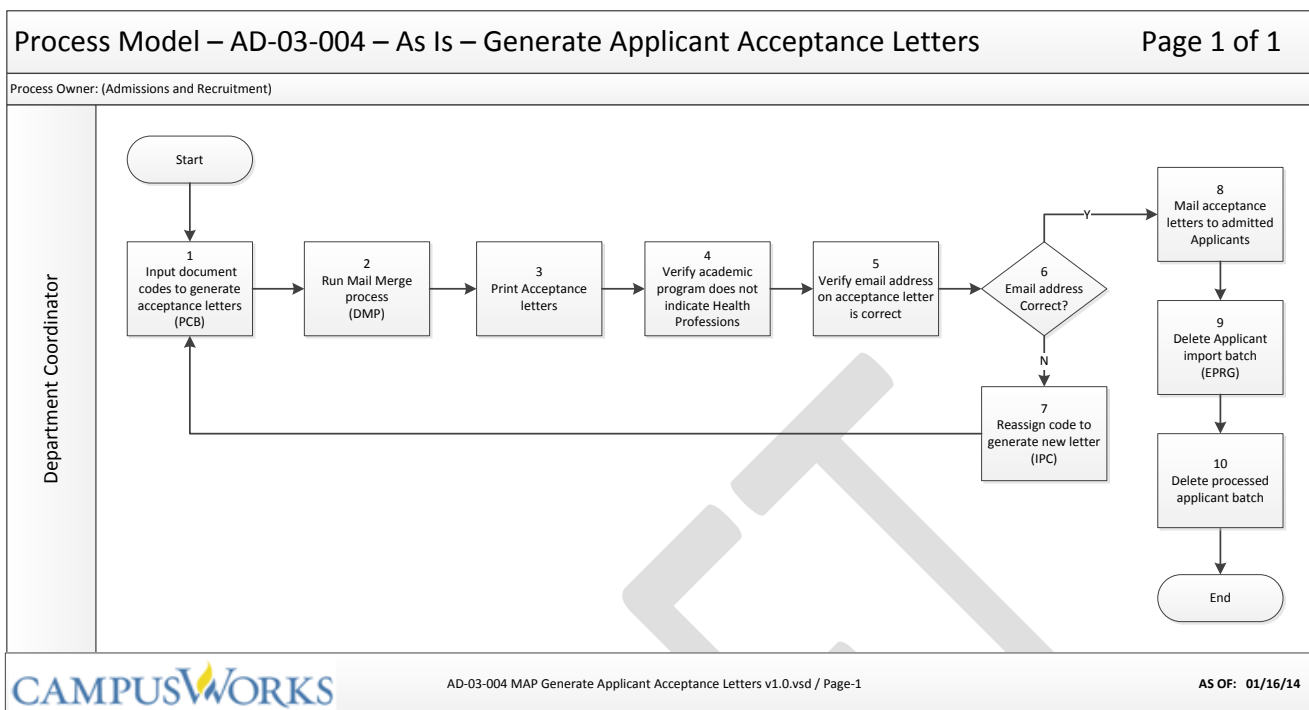 Process Model – AD-03-004 – As Is – Generate Applicant Acceptance Letters
Page 1 of 1
Process Owner: (Admissions and Recruitment)
Department Coordinator
Start
1
Input document
codes to generate
acceptance letters
(PCB)
2
Run Mail Merge
process
(DMP)
3
Print Acceptance
letters
4
Verify academic
program does not
indicate Health
Professions
5
Verify email address
on acceptance letter
is correct
6
Email address
Correct?
Y
N
7
Reassign code to
generate new letter
(IPC)
8
Mail acceptance
letters to admitted
Applicants
9
Delete Applicant
import batch
(EPRG)
10
Delete processed
applicant batch
End
CAMPUSWORKS
AD-03-004 MAP Generate Applicant Acceptance Letters v1.0.vsd / Page-1
AS OF: 01/16/14